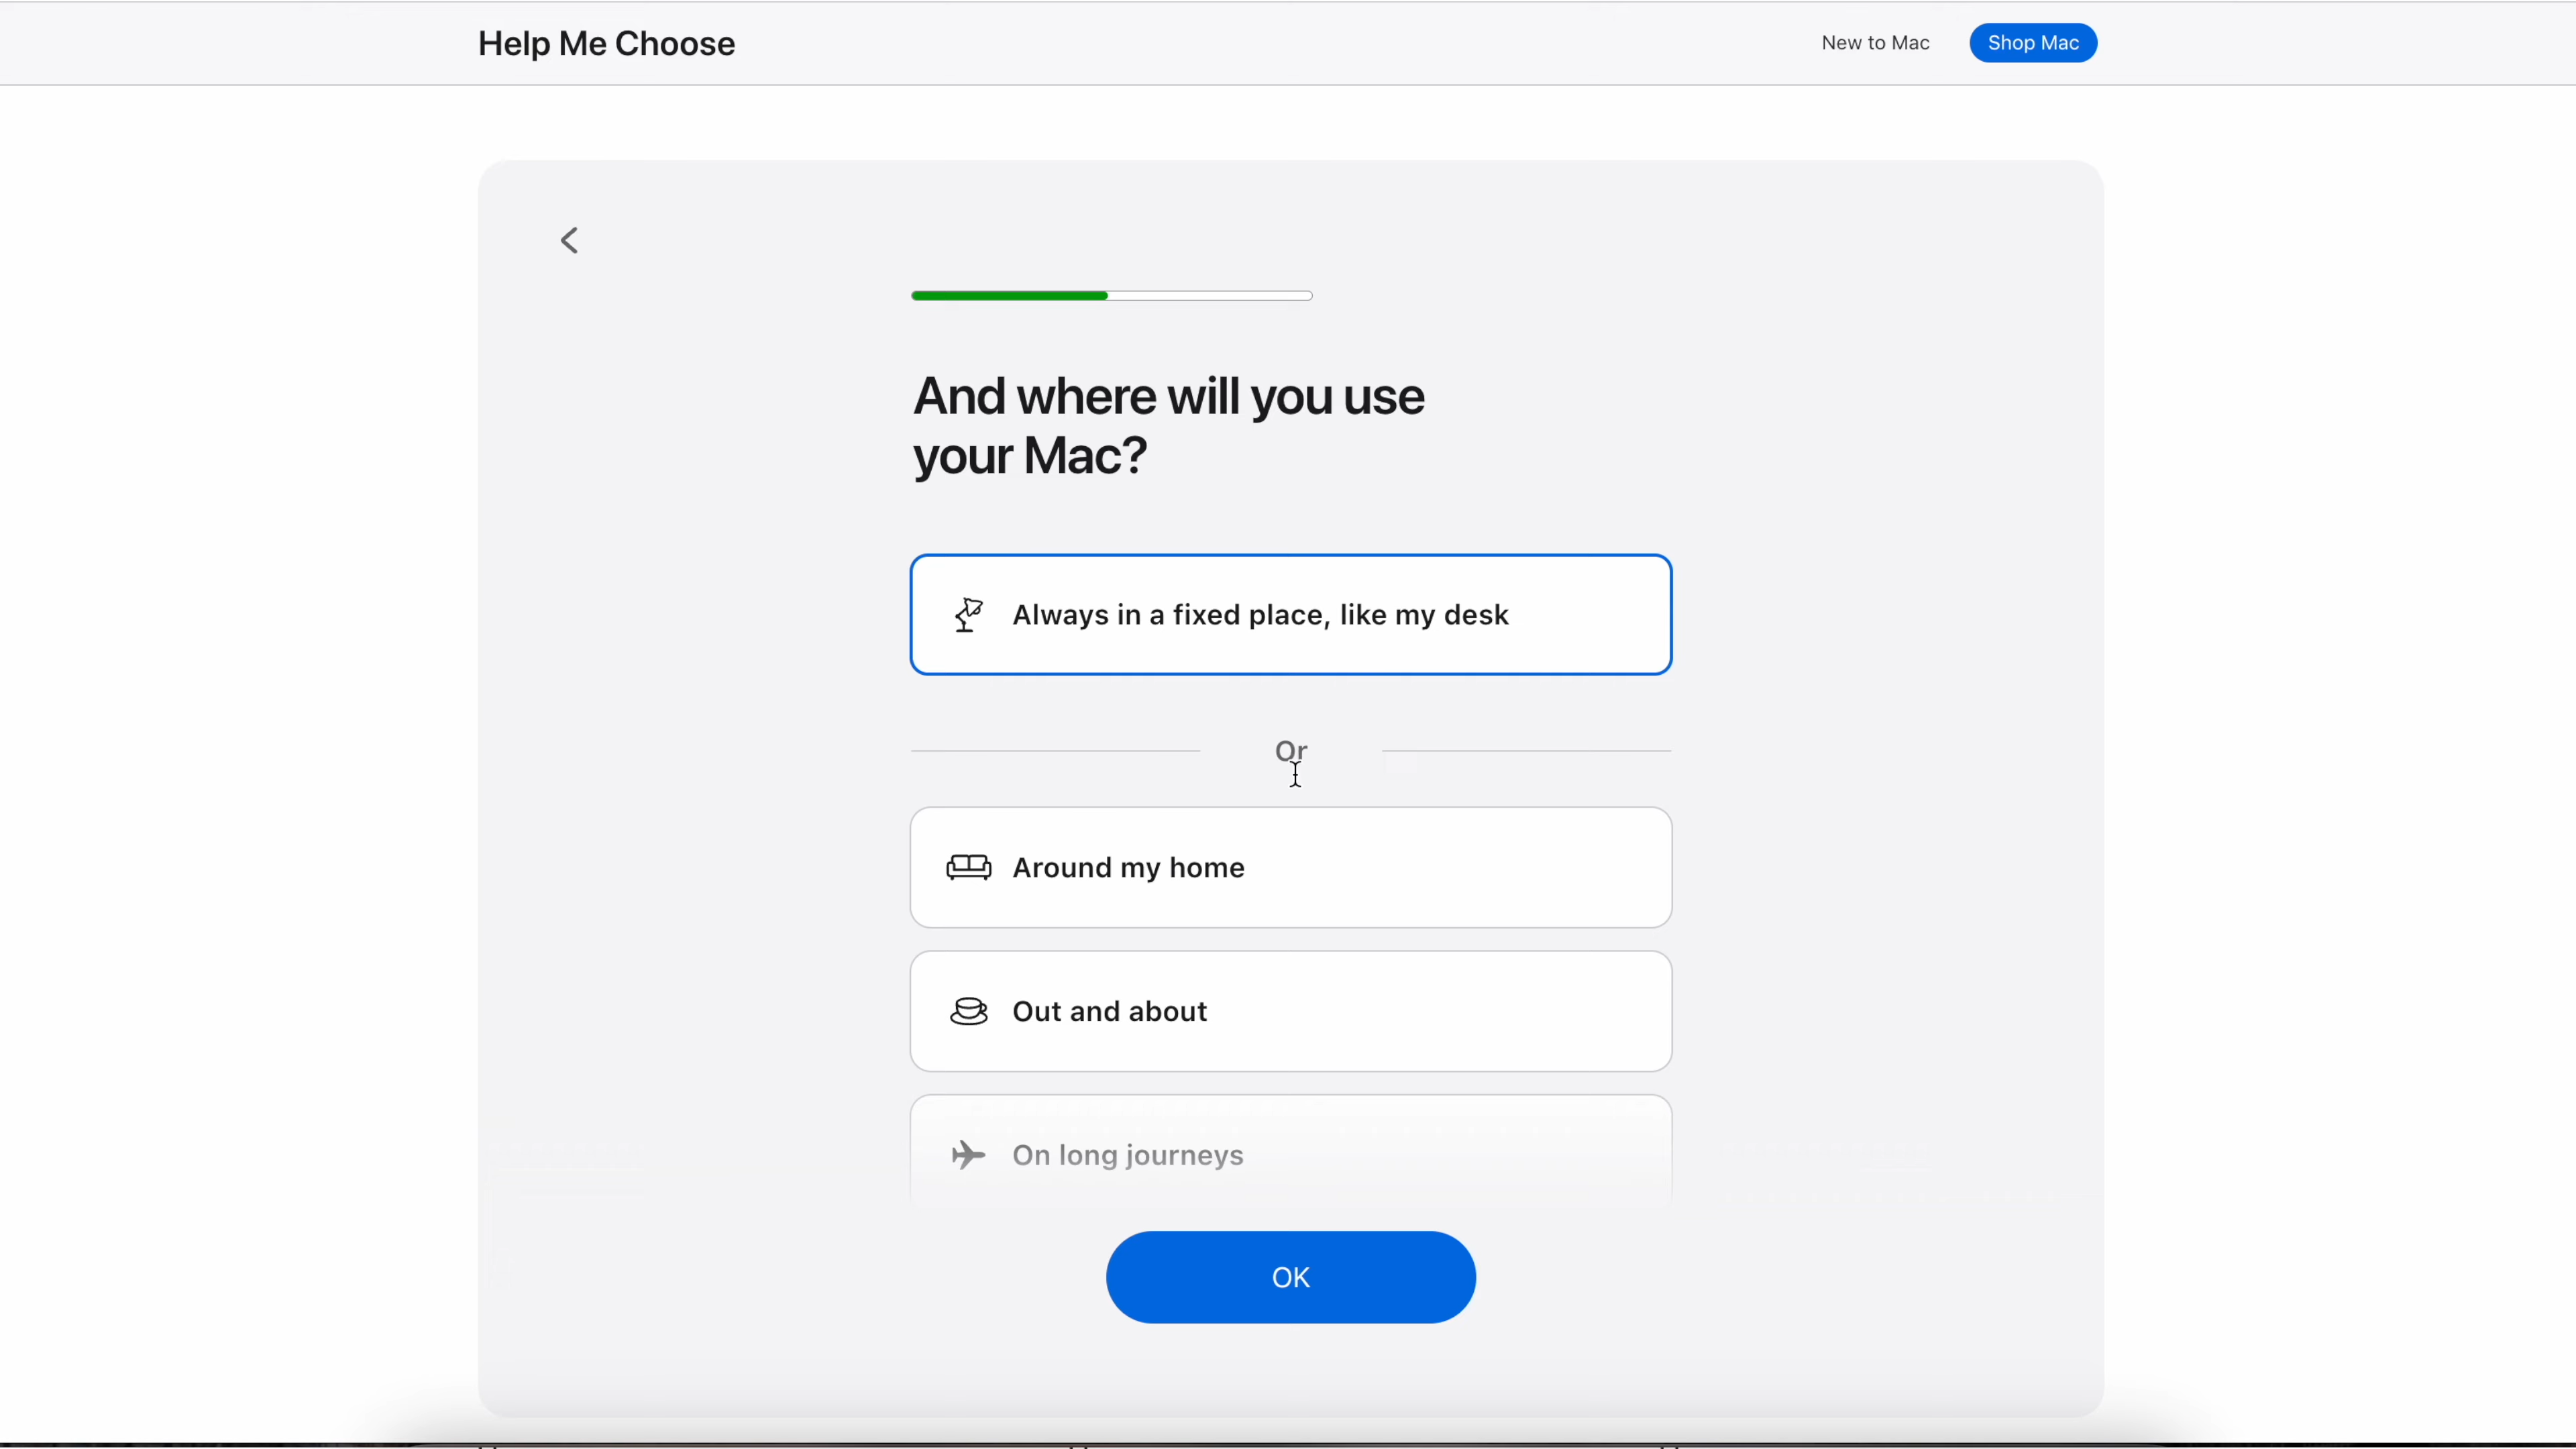 Help Me Choose
New to Mac
Shop Mac
And where will you use
your Mac?
Always in a fixed place, like my desk
Or
Around my home
Out and about
On long journeys
OK